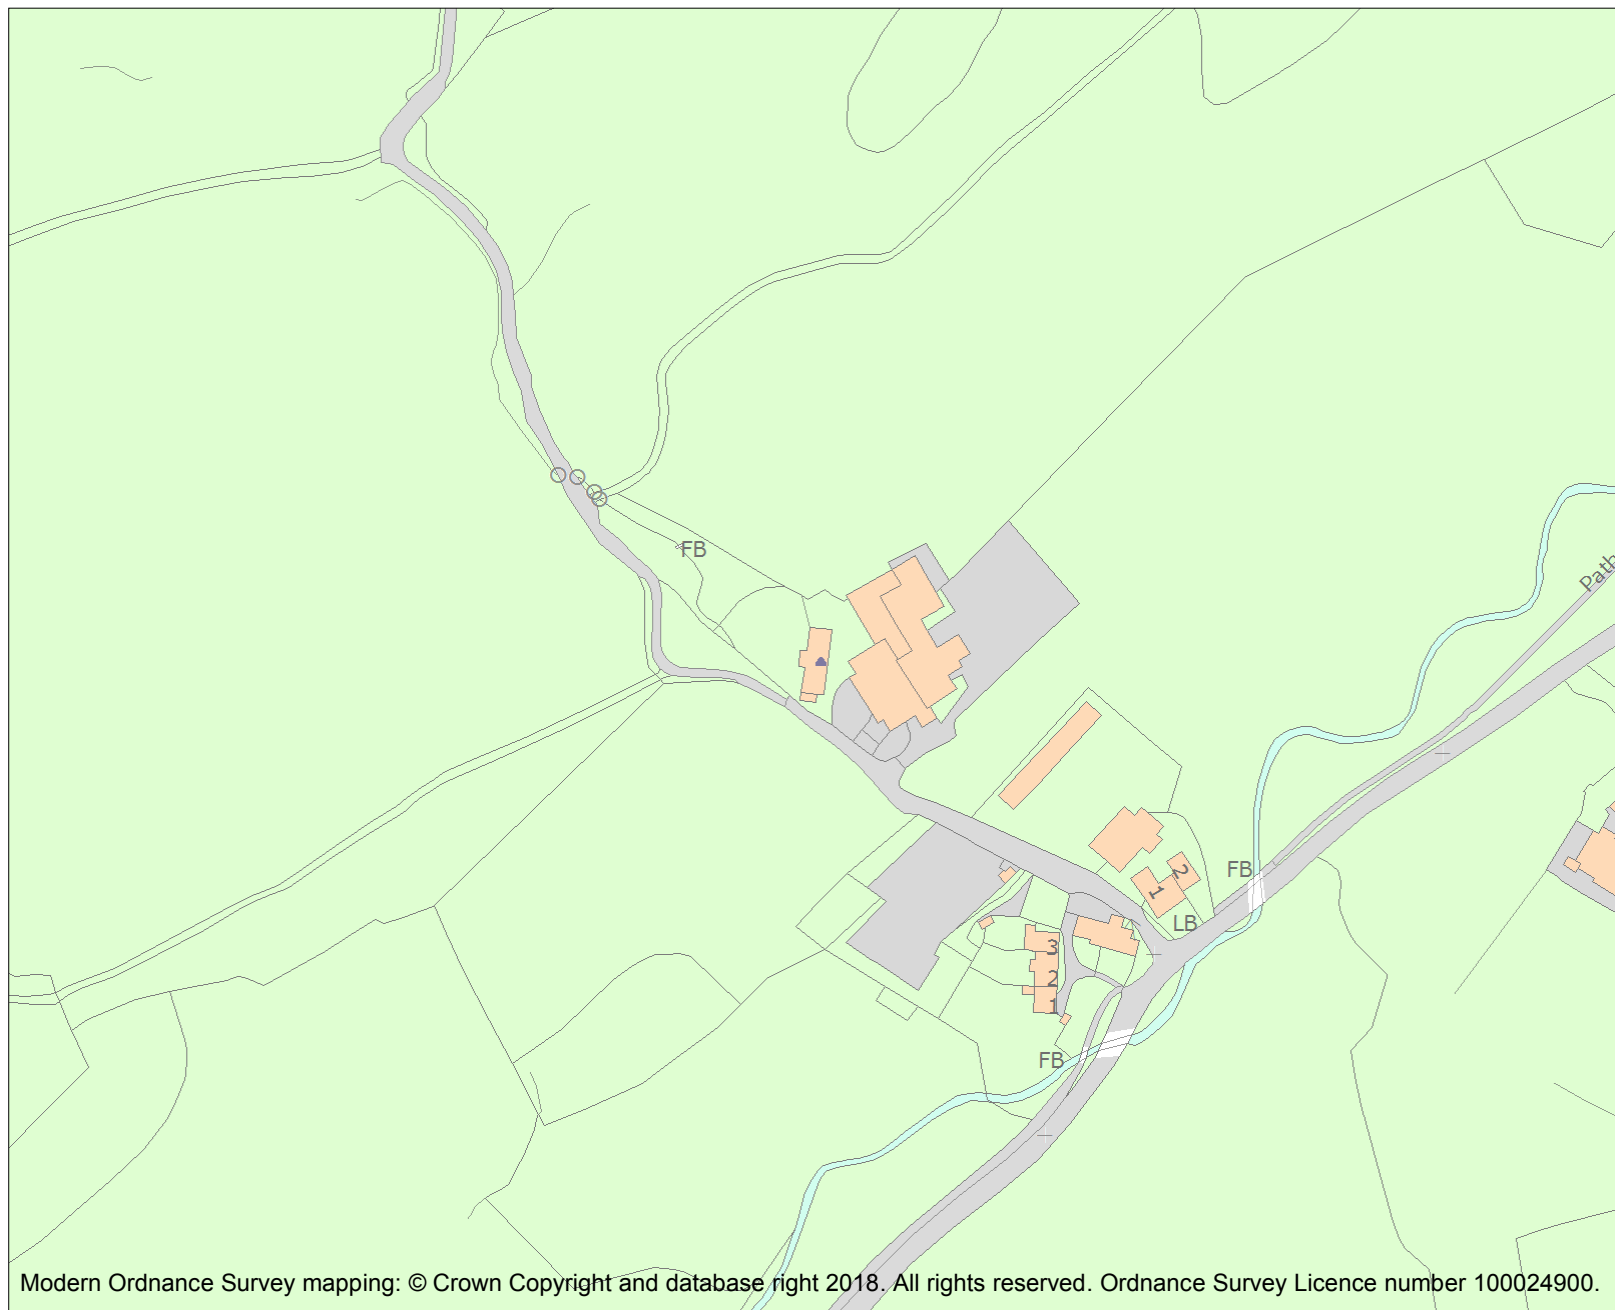 FB
Path
FB
2
1
LB
3
2
1
FB
Modern Ordnance Survey mapping: © Crown Copyright and database right 2018. All rights reserved. Ordnance Survey Licence number 100024900.